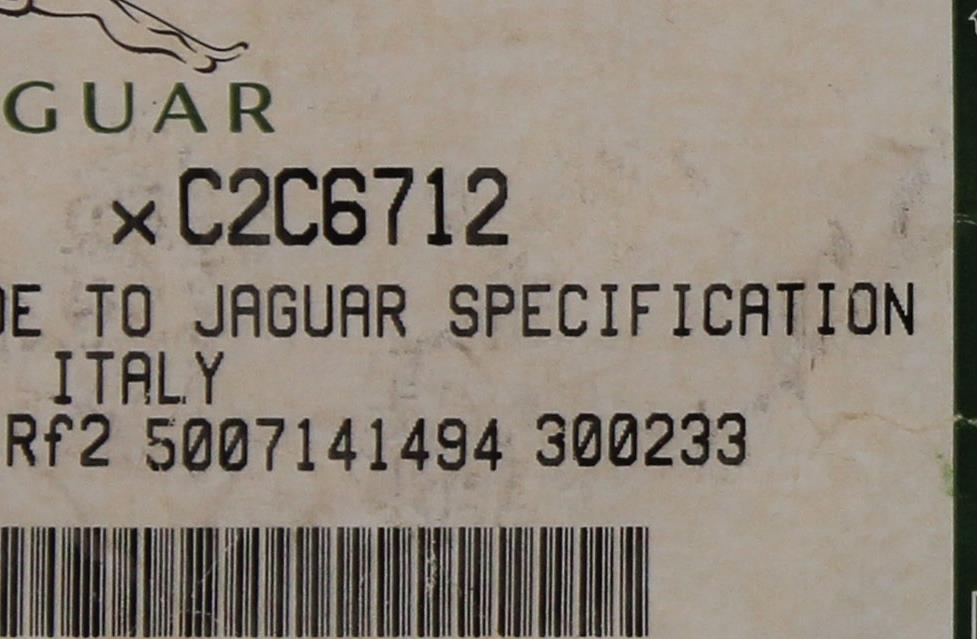 GUAR
×C2C6712
DE TO JAGUAR SPECIFICATION
ITALY
Rf2 5007141494 300233